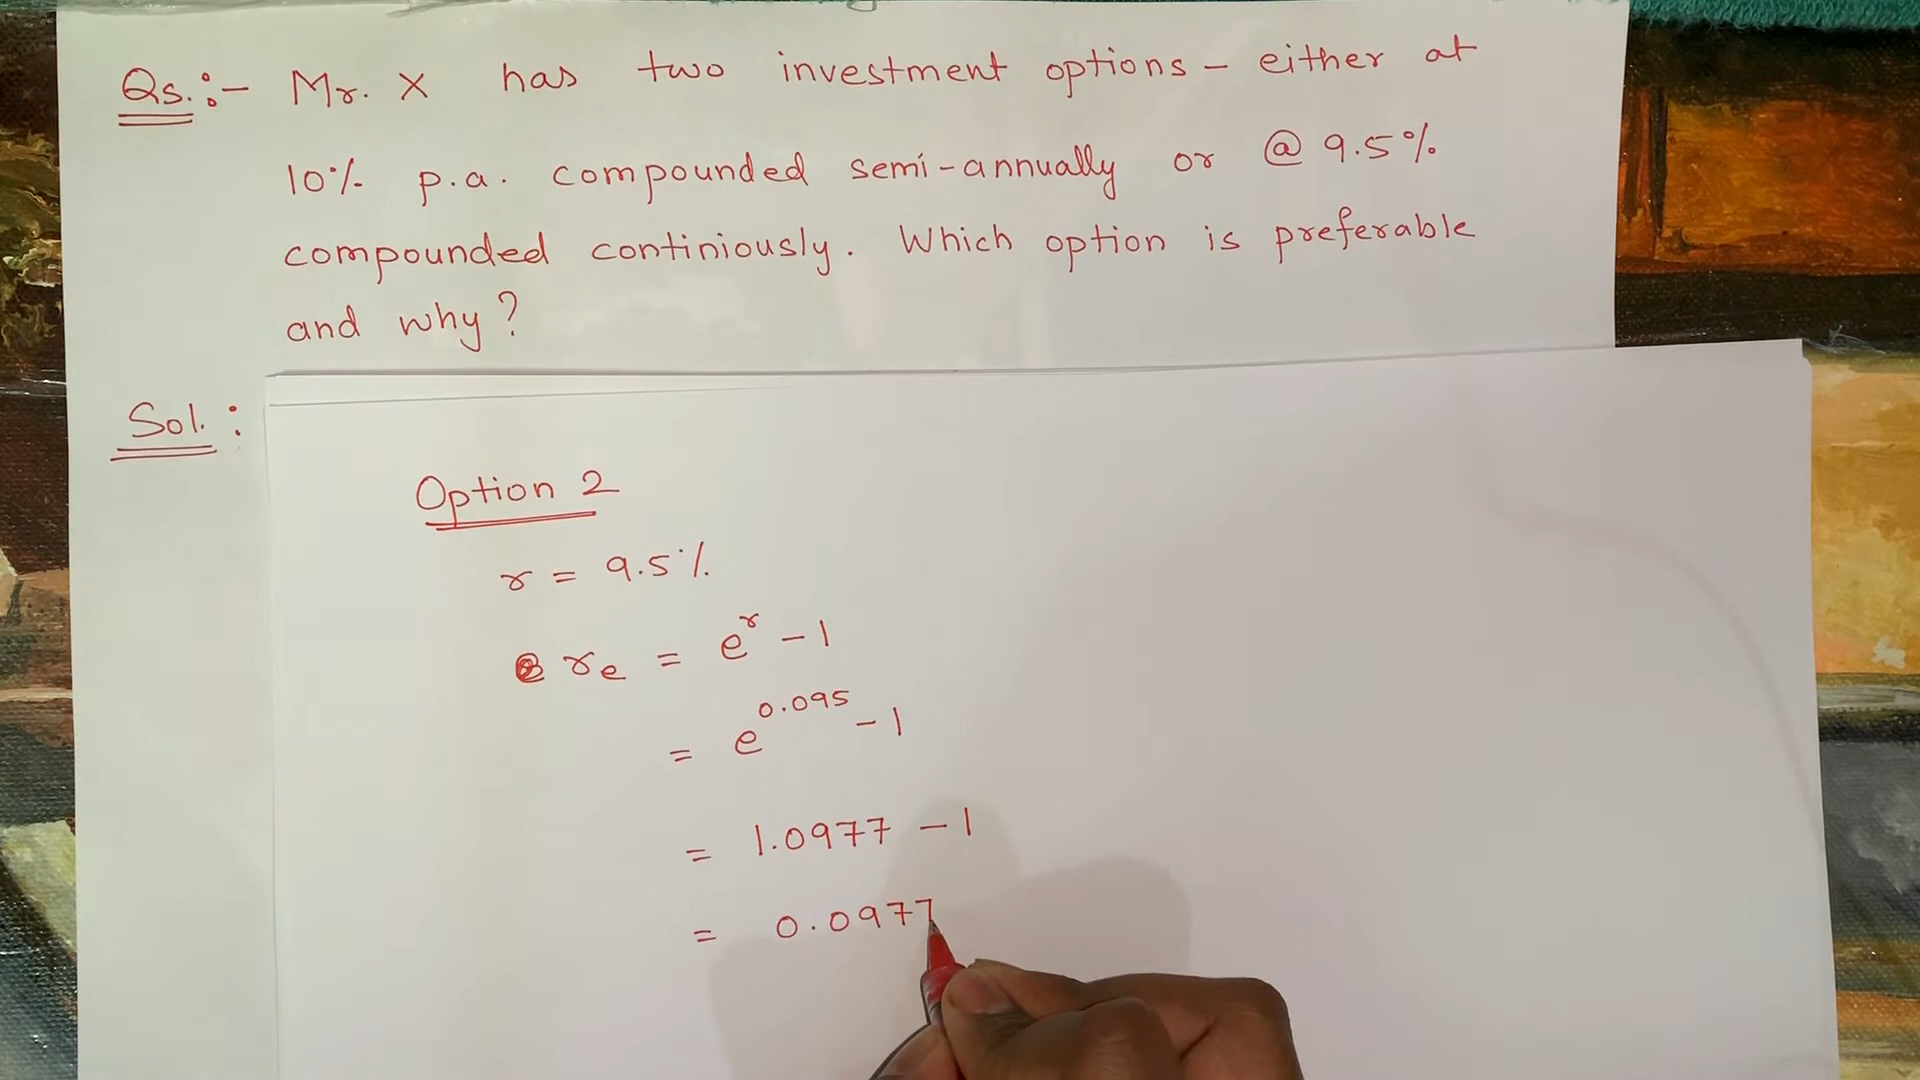 Qs.:- Mr. X has two investment options - either at
10% p.a. compounded semi-annually or @ 9.5%
compounded continiously. Which option is preferable
and why?
Sol.:
Option 2
r = 9.5%
re = e^r - 1
= e^0.095 - 1
= 1.0977 - 1
= 0.0977